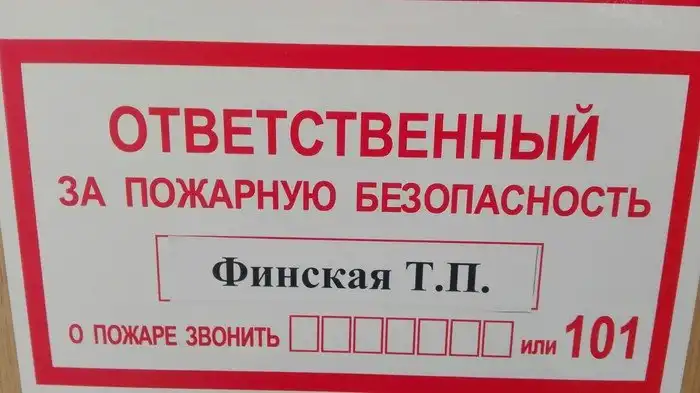 ОТВЕТСТВЕННЫЙ
ЗА ПОЖАРНУЮ БЕЗОПАСНОСТЬ
Финская Т.П.
О ПОЖАРЕ ЗВОНИТЬ или 101